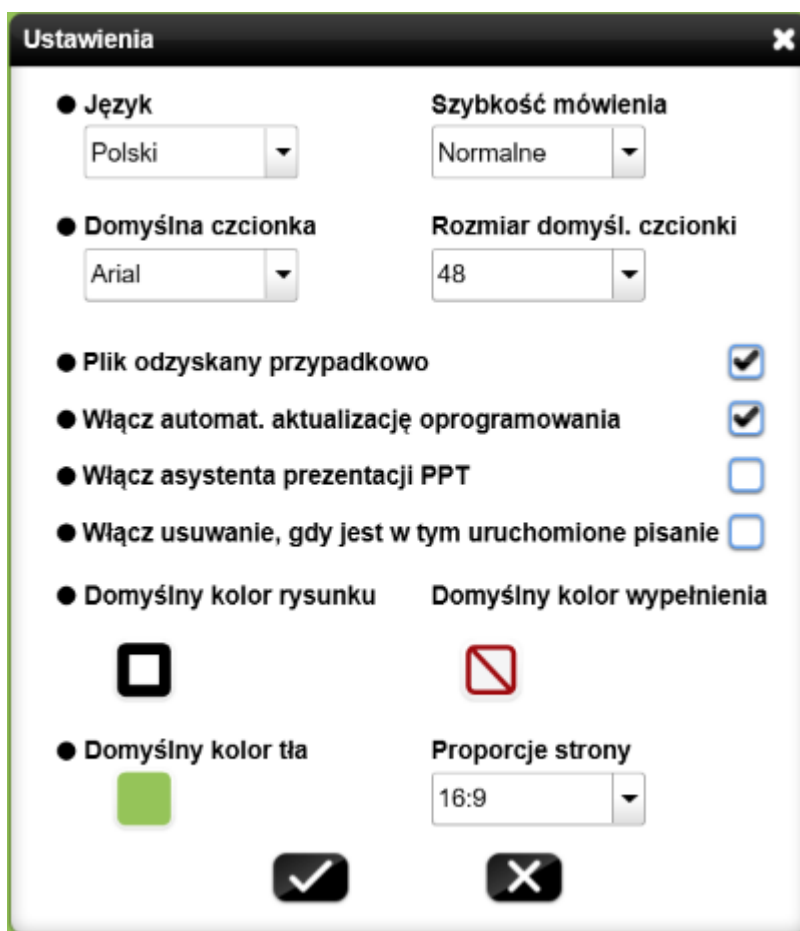 Ustawienia
Język
Szybkość mówienia
Polski
Normalne
Domyślna czcionka
Rozmiar domyśl. czcionki
Arial
48
Plik odzyskany przypadkowo
Włącz automat. aktualizację oprogramowania
Włącz asystenta prezentacji PPT
Włącz usuwanie, gdy jest w tym uruchomione pisanie
Domyślny kolor rysunku
Domyślny kolor wypełnienia
Domyślny kolor tła
Proporcje strony
16:9